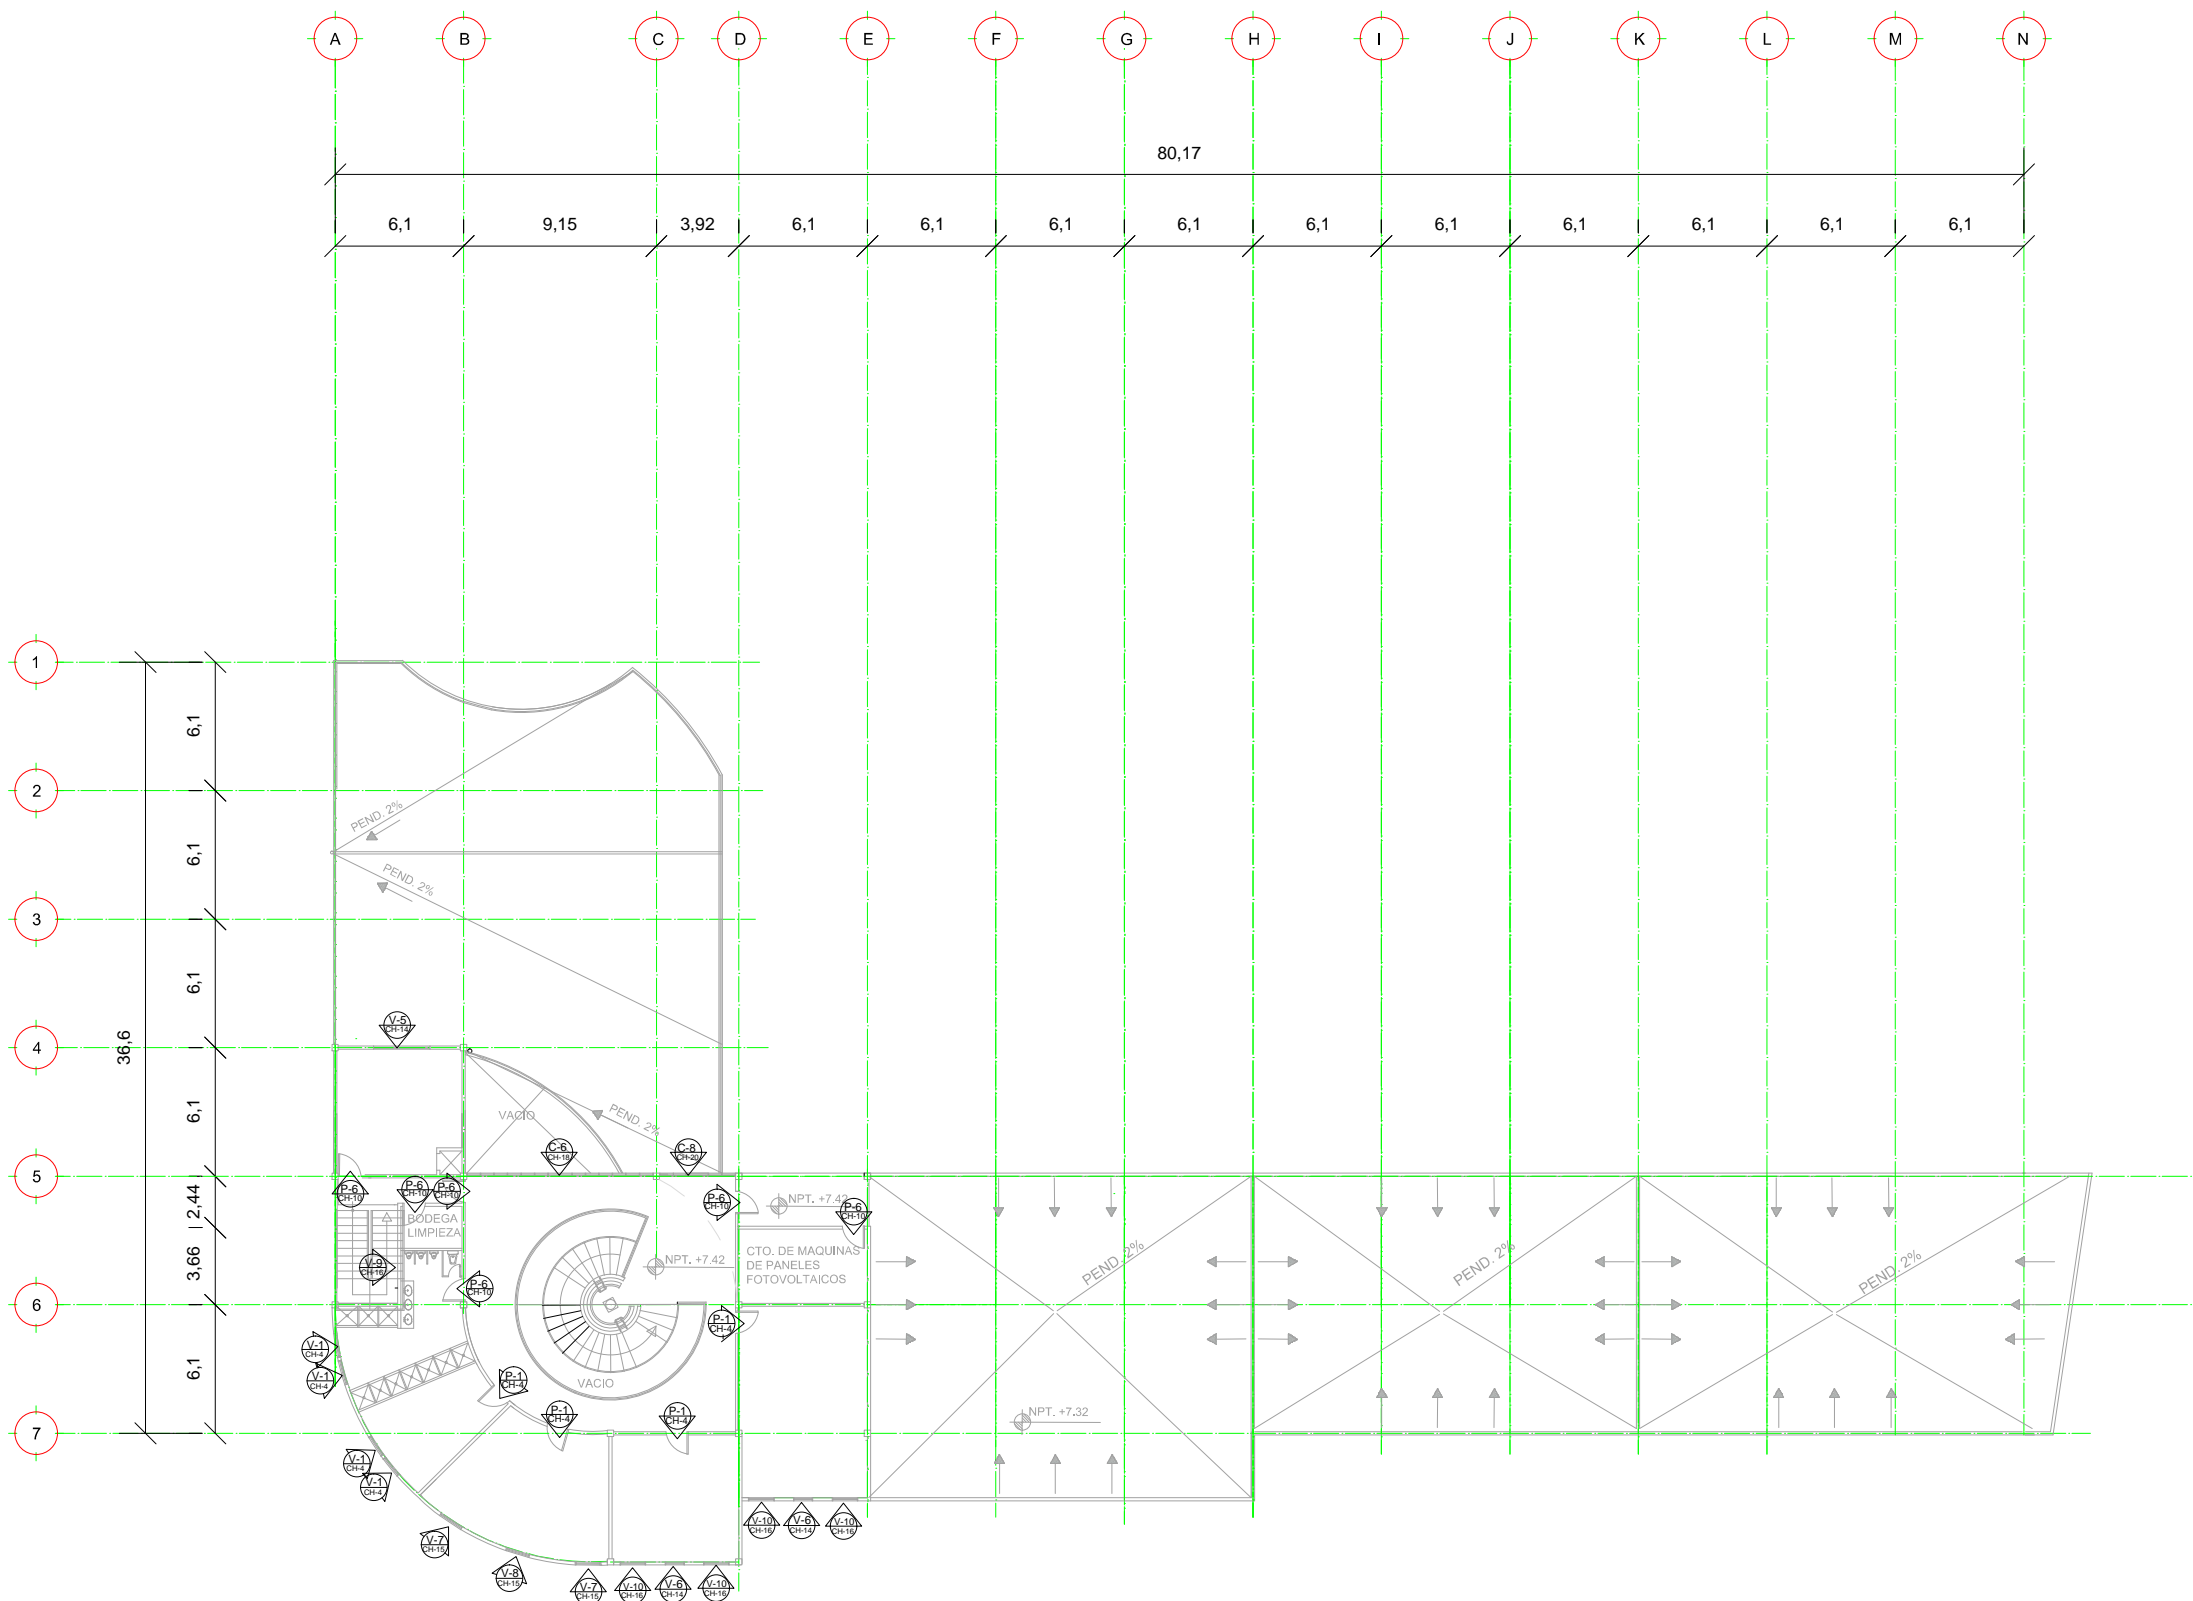 A B C D E F G H I J K L M N
80,17
6,1 9,15 3,92 6,1 6,1 6,1 6,1 6,1 6,1 6,1 6,1 6,1 6,1
1
2
3
4
5
6
7
36,6
6,1
6,1
6,1
6,1
2,44
3,66
6,1
PEND. 2%
PEND. 2%
V-5
CH-14
VACIO
PEND. 2%
C-6
CH-18
C-8
CH-20
P-6
CH-10
P-6
CH-10
P-6
CH-10
P-6
CH-10
NPT. +7.42
P-6
CH-10
BODEGA
LIMPIEZA
V-9
CH-16
NPT. +7.42
CTO. DE MAQUINAS
DE PANELES
FOTOVOLTAICOS
P-6
CH-10
PEND. 2%
PEND. 2%
PEND. 2%
P-1
CH-4
V-1
CH-4
V-1
CH-4
P-1
CH-4
VACIO
P-1
CH-4
P-1
CH-4
NPT. +7.32
V-1
CH-4
V-1
CH-4
V-7
CH-15
V-8
CH-15
V-10
CH-16
V-6
CH-14
V-10
CH-16
V-7
CH-15
V-10
CH-16
V-6
CH-14
V-10
CH-16